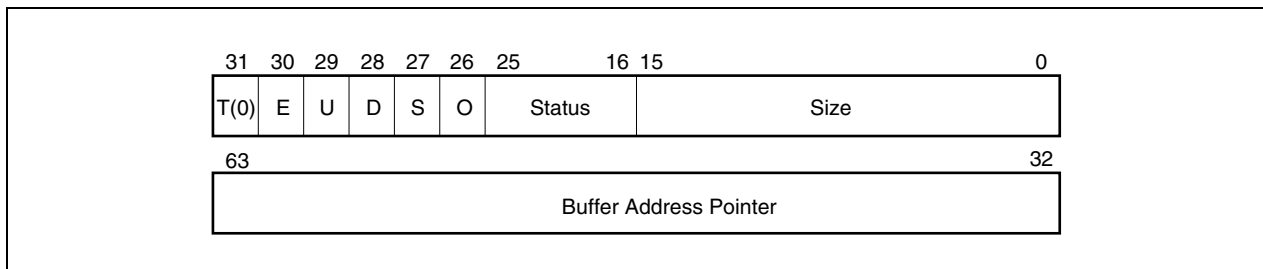 31 30 29 28 27 26 25 16 15 0
T(0) E U D S O Status Size
63 32
Buffer Address Pointer